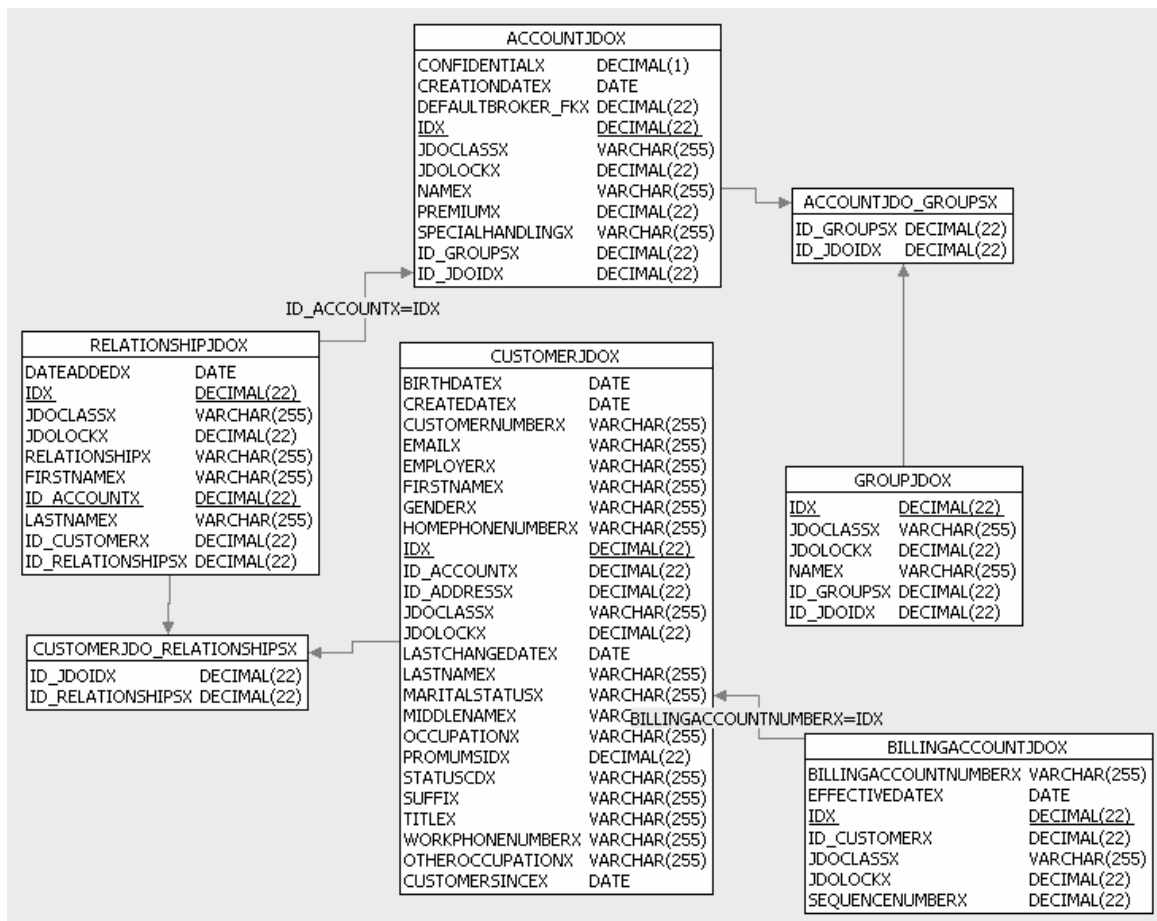 ACCOUNTJDOX
CONFIDENTIALX DECIMAL(1)
CREATIONDATEX DATE
DEFAULTBROKER_FKX DECIMAL(22)
IDX DECIMAL(22)
JDOCLASSX VARCHAR(255)
JDOLOCKX DECIMAL(22)
NAMEX VARCHAR(255)
PREMIUMX DECIMAL(22)
SPECIALHANDLINGX VARCHAR(255)
ID_GROUPSX DECIMAL(22)
ID_JDOIDX DECIMAL(22)
ACCOUNTJDO_GROUPSX
ID_GROUPSX DECIMAL(22)
ID_JDOIDX DECIMAL(22)
ID_ACCOUNTX=IDX
RELATIONSHIPJDOX
DATEADDEDX DATE
IDX DECIMAL(22)
JDOCLASSX VARCHAR(255)
JDOLOCKX DECIMAL(22)
RELATIONSHIPX VARCHAR(255)
FIRSTNAMEX VARCHAR(255)
ID_ACCOUNTX DECIMAL(22)
LASTNAMEX VARCHAR(255)
ID_CUSTOMERX DECIMAL(22)
ID_RELATIONSHIPSX DECIMAL(22)
CUSTOMERJDOX
BIRTHDATEX DATE
CREATEDATEX DATE
CUSTOMERNUMBERX VARCHAR(255)
EMAILX VARCHAR(255)
EMPLOYERX VARCHAR(255)
FIRSTNAMEX VARCHAR(255)
GENDERX VARCHAR(255)
HOMEPHONENUMBERX VARCHAR(255)
IDX DECIMAL(22)
ID_ACCOUNTX DECIMAL(22)
ID_ADDRESSX DECIMAL(22)
JDOCLASSX VARCHAR(255)
JDOLOCKX DECIMAL(22)
LASTCHANGEDATEX DATE
LASTNAMEX VARCHAR(255)
MARITALSTATUSX VARCHAR(255)
MIDDLENAMEX
OCCUPATIONX VARCHAR(255)
PROMUMSIDX DECIMAL(22)
STATUSCDX VARCHAR(255)
SUFFIX VARCHAR(255)
TITLEX VARCHAR(255)
WORKPHONENUMBERX VARCHAR(255)
OTHEROCCUPATIONX VARCHAR(255)
CUSTOMERSINCEX DATE
GROUPJDOX
IDX DECIMAL(22)
JDOCLASSX VARCHAR(255)
JDOLOCKX DECIMAL(22)
NAMEX VARCHAR(255)
ID_GROUPSX DECIMAL(22)
ID_JDOIDX DECIMAL(22)
CUSTOMERJDO_RELATIONSHIPSX
ID_JDOIDX DECIMAL(22)
ID_RELATIONSHIPSX DECIMAL(22)
BILLINGACCOUNTNUMBERX=IDX
BILLINGACCOUNTJDOX
BILLINGACCOUNTNUMBERX VARCHAR(255)
EFFECTIVEDATEX DATE
IDX DECIMAL(22)
ID_CUSTOMERX DECIMAL(22)
JDOCLASSX VARCHAR(255)
JDOLOCKX DECIMAL(22)
SEQUENCENUMBERX DECIMAL(22)